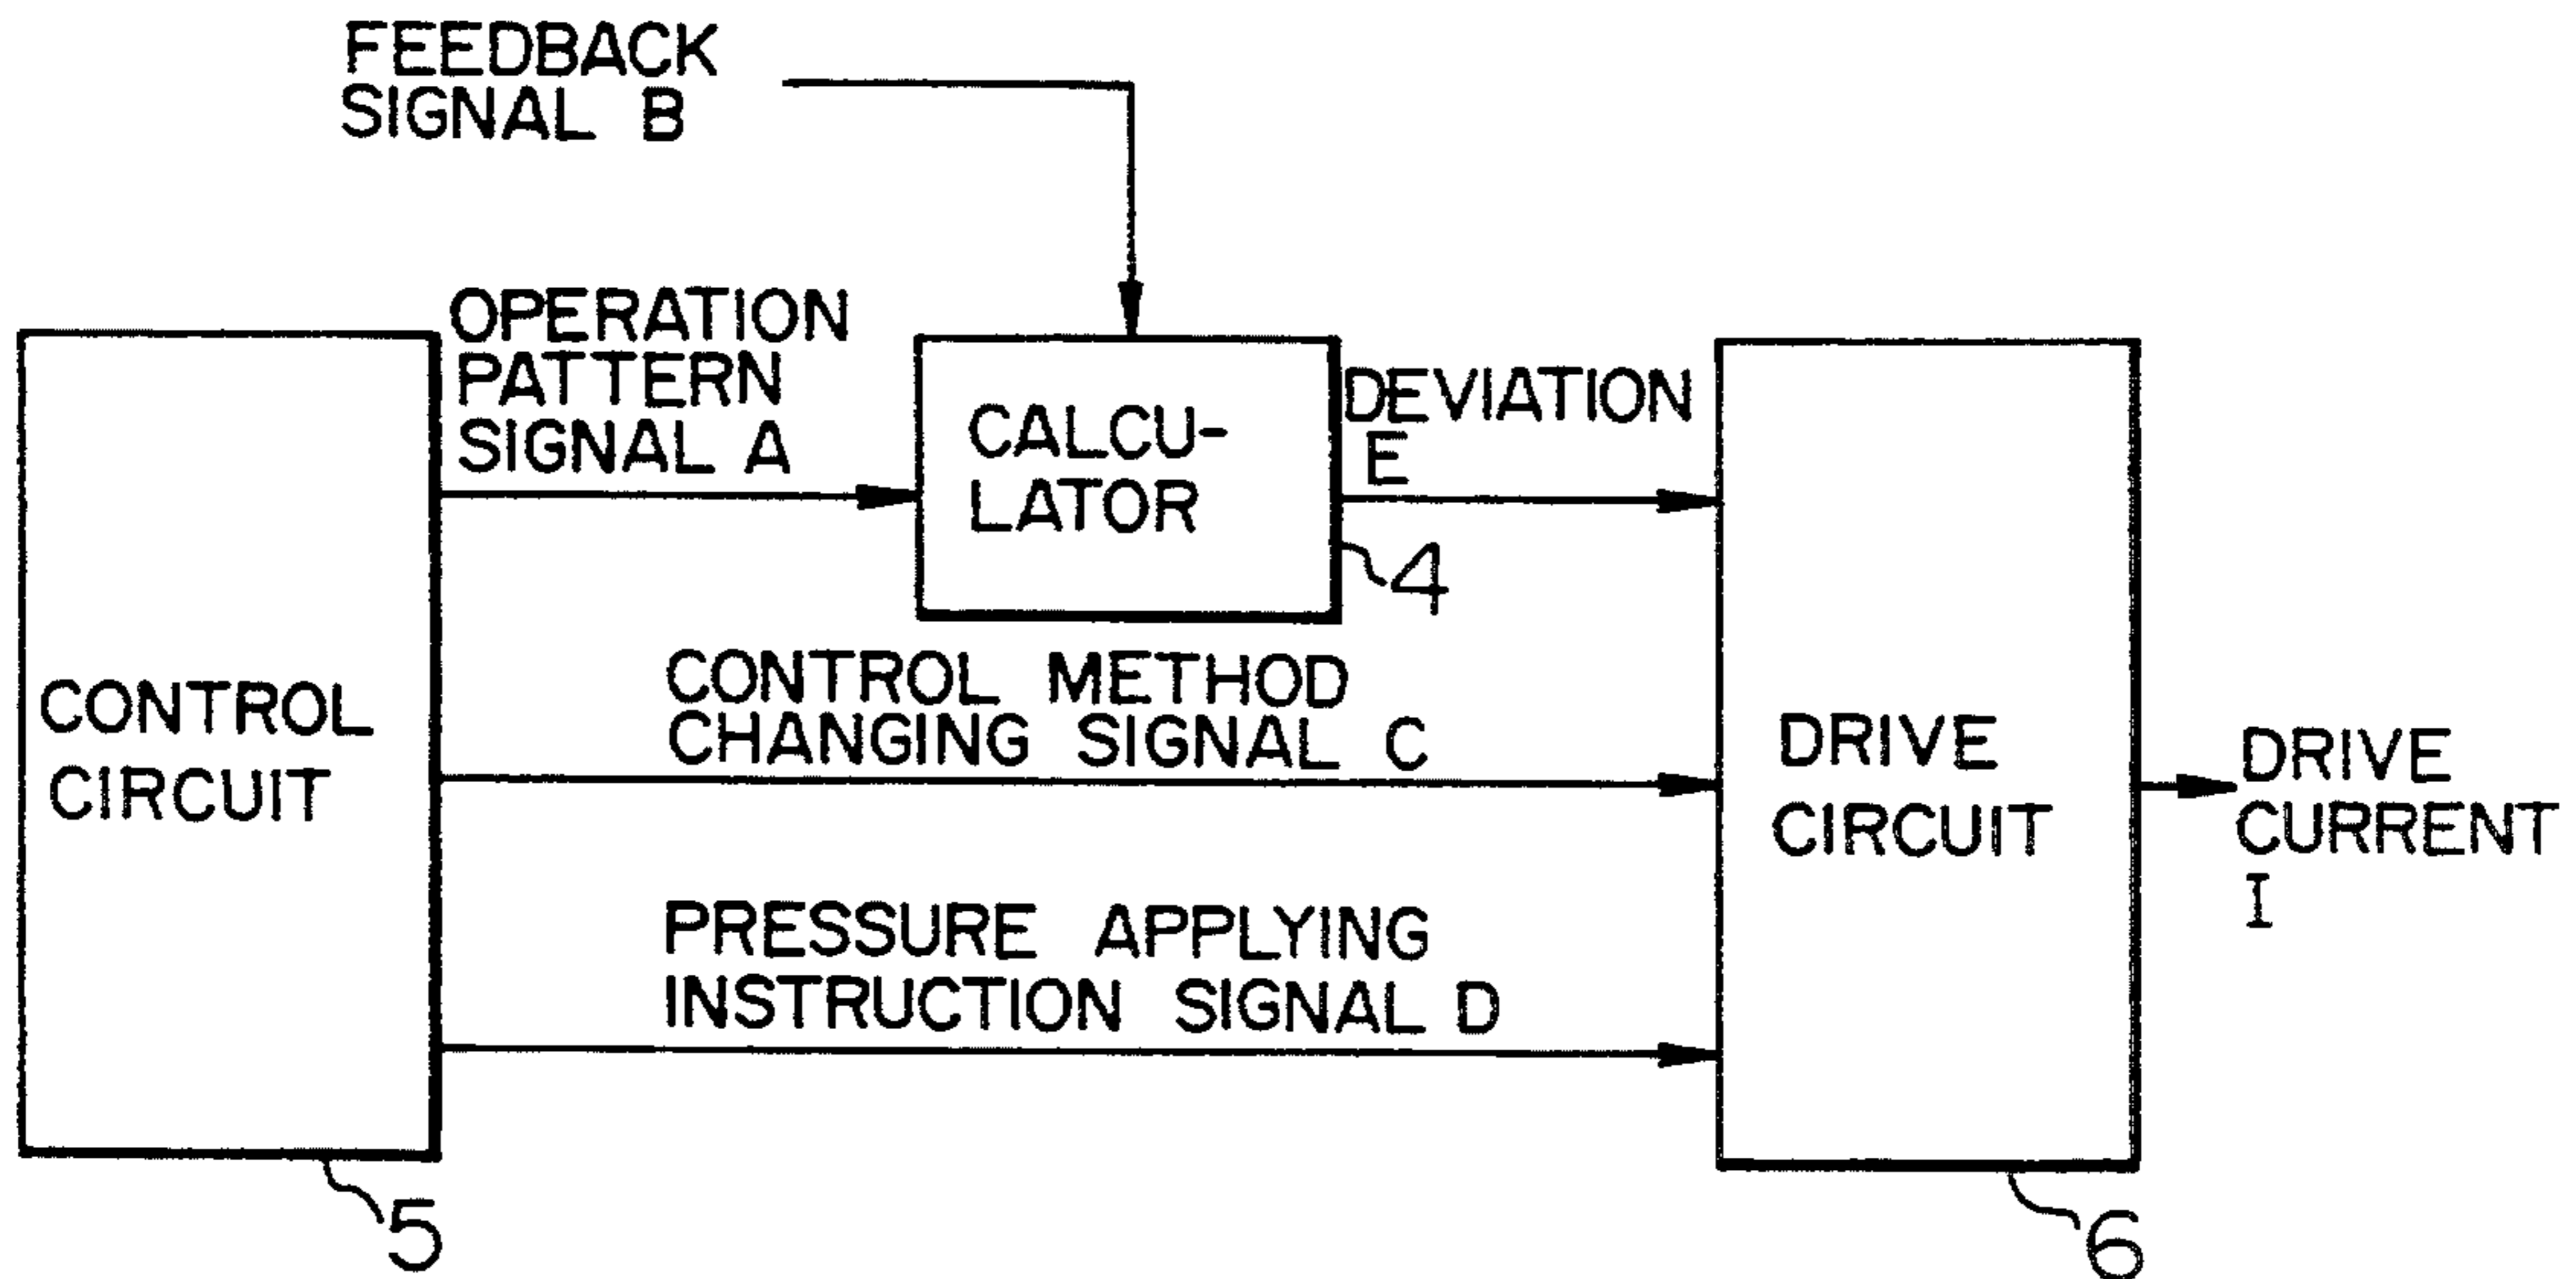 FEEDBACK
SIGNAL B
OPERATION
PATTERN
SIGNAL A
CALCU-
LATOR
DEVIATION
E
4
CONTROL
CIRCUIT
CONTROL METHOD
CHANGING SIGNAL C
PRESSURE APPLYING
INSTRUCTION SIGNAL D
DRIVE
CIRCUIT
DRIVE
CURRENT
I
5
6